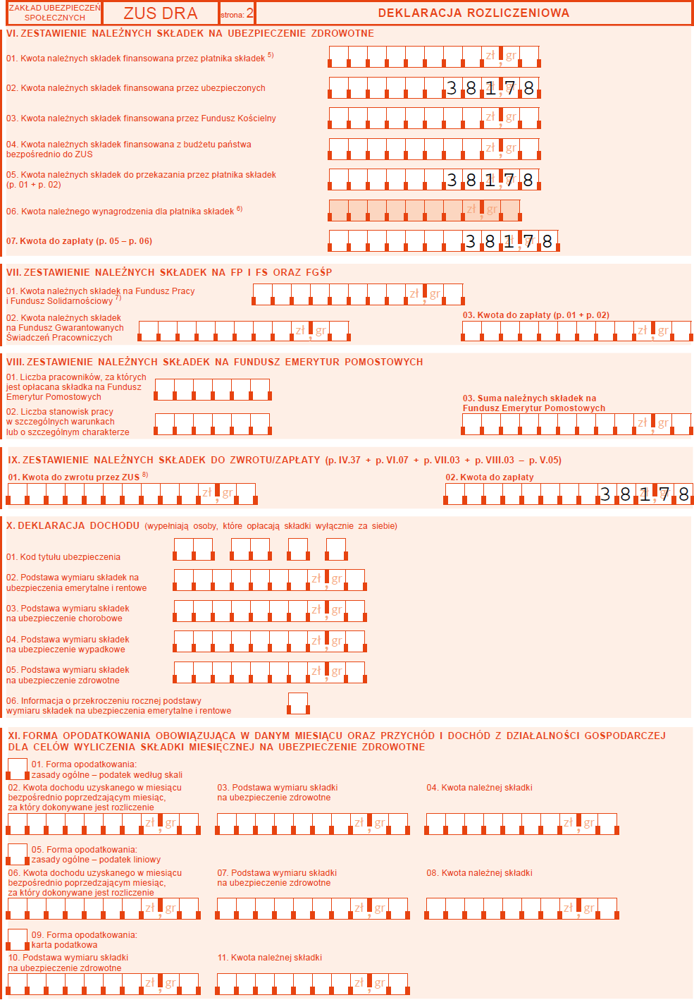 ZAKŁAD UBEZPIECZEŃ SPOŁECZNYCH
ZUS DRA
strona: 2
DEKLARACJA ROZLICZENIOWA
VI. ZESTAWIENIE NALEŻNYCH SKŁADEK NA UBEZPIECZENIE ZDROWOTNE
01. Kwota należnych składek finansowana przez płatnika składek 5)
zł, gr
02. Kwota należnych składek finansowana przez ubezpieczonych
381,78
zł, gr
03. Kwota należnych składek finansowana przez Fundusz Kościelny
zł, gr
04. Kwota należnych składek finansowana z budżetu państwa
bezpośrednio do ZUS
zł, gr
05. Kwota należnych składek do przekazania przez płatnika składek
(p. 01 + p. 02)
381,78
zł, gr
06. Kwota należnego wynagrodzenia dla płatnika składek 6)
zł, gr
07. Kwota do zapłaty (p. 05 – p. 06)
381,78
zł, gr
VII. ZESTAWIENIE NALEŻNYCH SKŁADEK NA FP I FS ORAZ FGŚP
01. Kwota należnych składek na Fundusz Pracy
i Fundusz Solidarnościowy 7)
zł, gr
02. Kwota należnych składek
na Fundusz Gwarantowanych
Świadczeń Pracowniczych
zł, gr
03. Kwota do zapłaty (p. 01 + p. 02)
zł, gr
VIII. ZESTAWIENIE NALEŻNYCH SKŁADEK NA FUNDUSZ EMERYTUR POMOSTOWYCH
01. Liczba pracowników, za których
jest opłacana składka na Fundusz
Emerytur Pomostowych
02. Liczba stanowisk pracy
w szczególnych warunkach
lub o szczególnym charakterze
03. Suma należnych składek na
Fundusz Emerytur Pomostowych
zł, gr
IX. ZESTAWIENIE NALEŻNYCH SKŁADEK DO ZWROTU/ZAPŁATY (p. IV.37 + p. VI.07 + p. VII.03 + p. VIII.03 – p. V.05)
01. Kwota do zwrotu przez ZUS 8)
zł, gr
02. Kwota do zapłaty
381,78
zł, gr
X. DEKLARACJA DOCHODU (wypełniają osoby, które opłacają składki wyłącznie za siebie)
01. Kod tytułu ubezpieczenia
02. Podstawa wymiaru składek na
ubezpieczenia emerytalne i rentowe
zł, gr
03. Podstawa wymiaru składek
na ubezpieczenie chorobowe
zł, gr
04. Podstawa wymiaru składek
na ubezpieczenie wypadkowe
zł, gr
05. Podstawa wymiaru składek
na ubezpieczenie zdrowotne
zł, gr
06. Informacja o przekroczeniu rocznej podstawy
wymiaru składek na ubezpieczenia emerytalne i rentowe
XI. FORMA OPODATKOWANIA OBOWIĄZUJĄCA W DANYM MIESIĄCU ORAZ PRZYCHÓD I DOCHÓD Z DZIAŁALNOŚCI GOSPODARCZEJ
DLA CELÓW WYLICZENIA SKŁADKI MIESIĘCZNEJ NA UBEZPIECZENIE ZDROWOTNE
01. Forma opodatkowania:
zasady ogólne – podatek według skali
02. Kwota dochodu uzyskanego w miesiącu
bezpośrednio poprzedzającym miesiąc,
za który dokonywane jest rozliczenie
zł, gr
03. Podstawa wymiaru składki
na ubezpieczenie zdrowotne
zł, gr
04. Kwota należnej składki
zł, gr
05. Forma opodatkowania:
zasady ogólne – podatek liniowy
06. Kwota dochodu uzyskanego w miesiącu
bezpośrednio poprzedzającym miesiąc,
za który dokonywane jest rozliczenie
zł, gr
07. Podstawa wymiaru składki
na ubezpieczenie zdrowotne
zł, gr
08. Kwota należnej składki
zł, gr
09. Forma opodatkowania:
karta podatkowa
10. Podstawa wymiaru składki
na ubezpieczenie zdrowotne
zł, gr
11. Kwota należnej składki
zł, gr